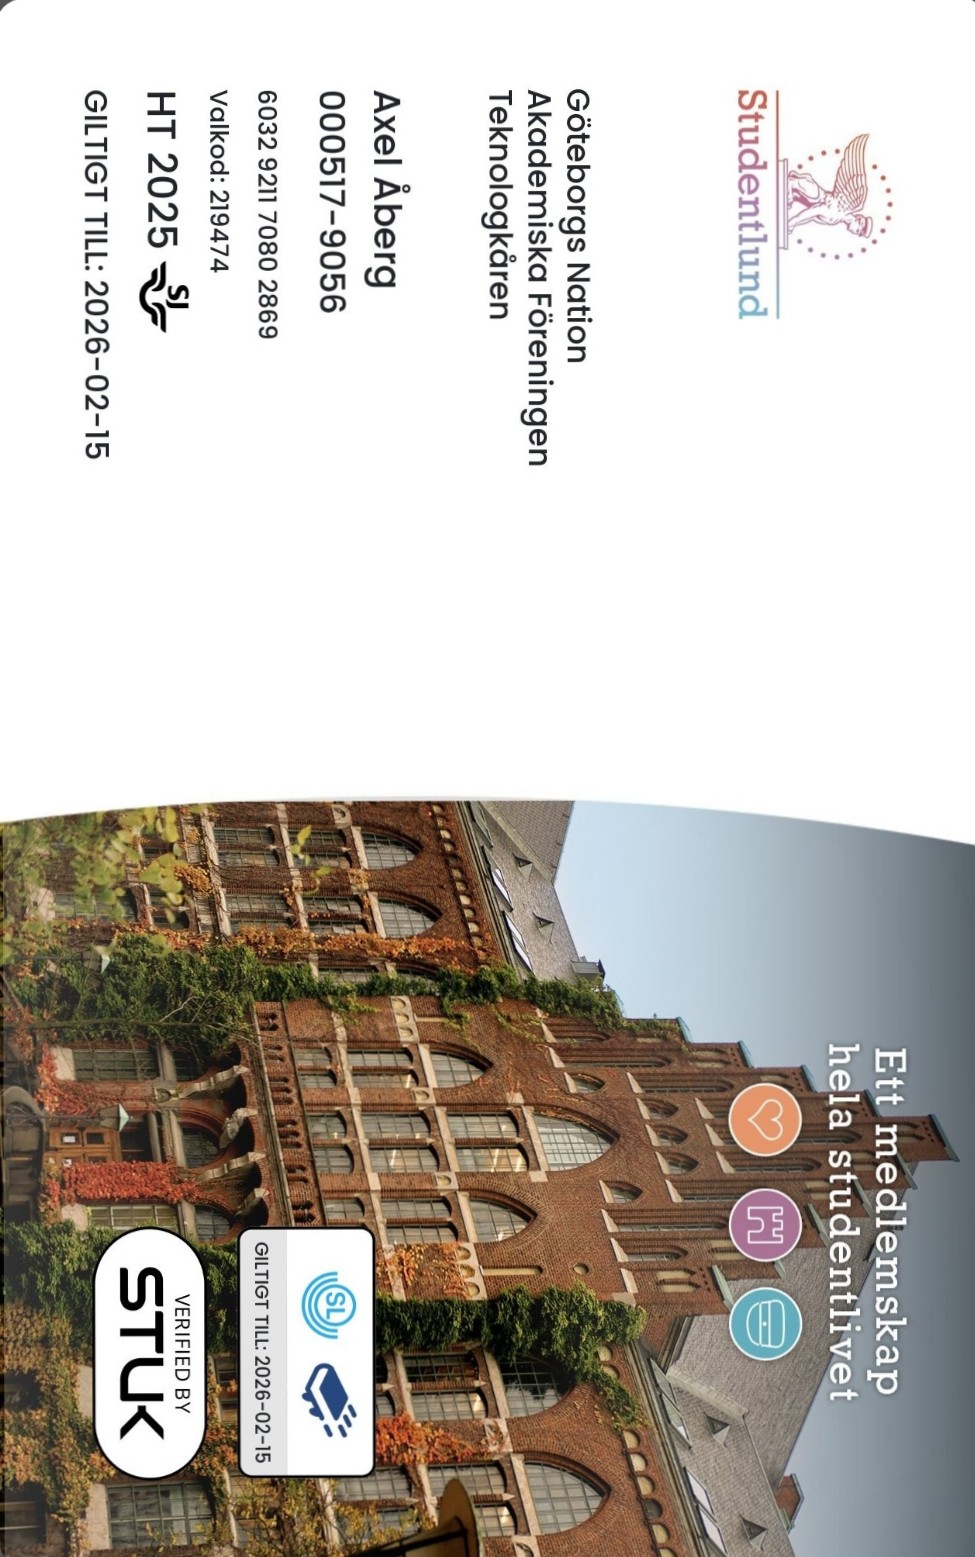 Studentlund
Göteborgs Nation
Akademiska Föreningen
Teknologkåren
Axel Åberg
000517-9056
6032 9211 7080 2869
Valkod: 219474
HT 2025 SJ
GILTIGT TILL: 2026-02-15
Ett medlemskap
hela studentlivet
SL
GILTIGT TILL: 2026-02-15
VERIFIED BY
STUK